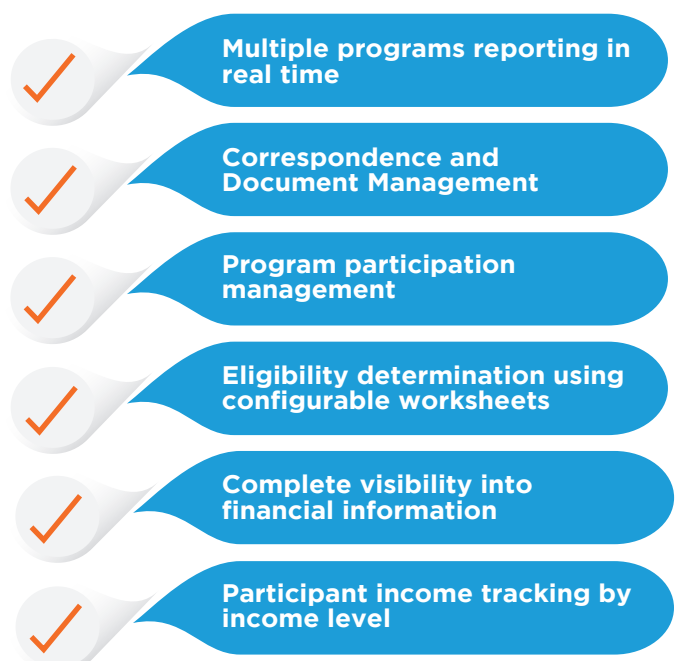 Multiple programs reporting in
real time
Correspondence and
Document Management
Program participation
management
Eligibility determination using
configurable worksheets
Complete visibility into
financial information
Participant income tracking by
income level